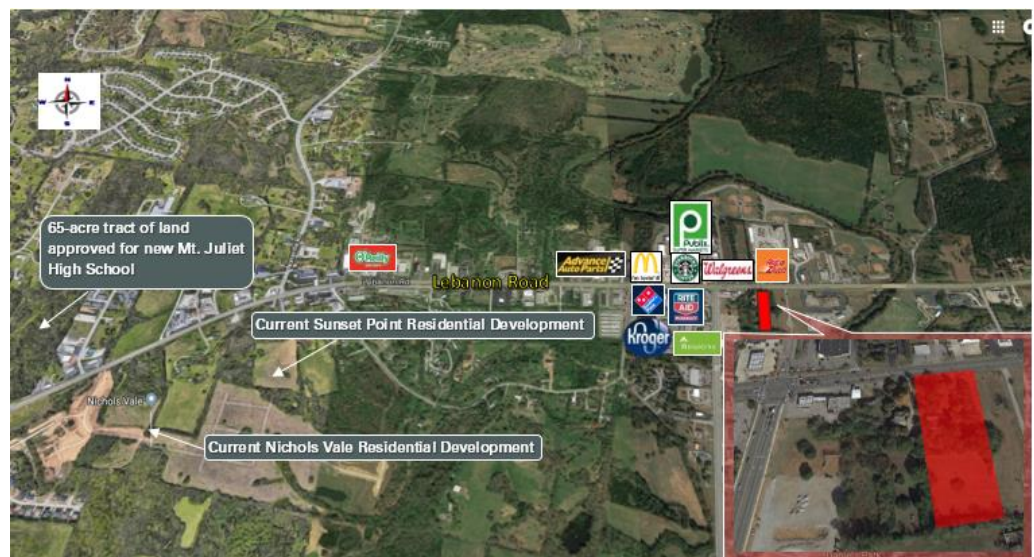 N
W
E
S
65-acre tract of land
approved for new Mt. Juliet
High School
O'Reilly
Advance
Auto Parts
Publix
Walgreens
Lebanon Road
RITE
AID
Kroger
Current Sunset Point Residential Development
Nichols Vale
Current Nichols Vale Residential Development